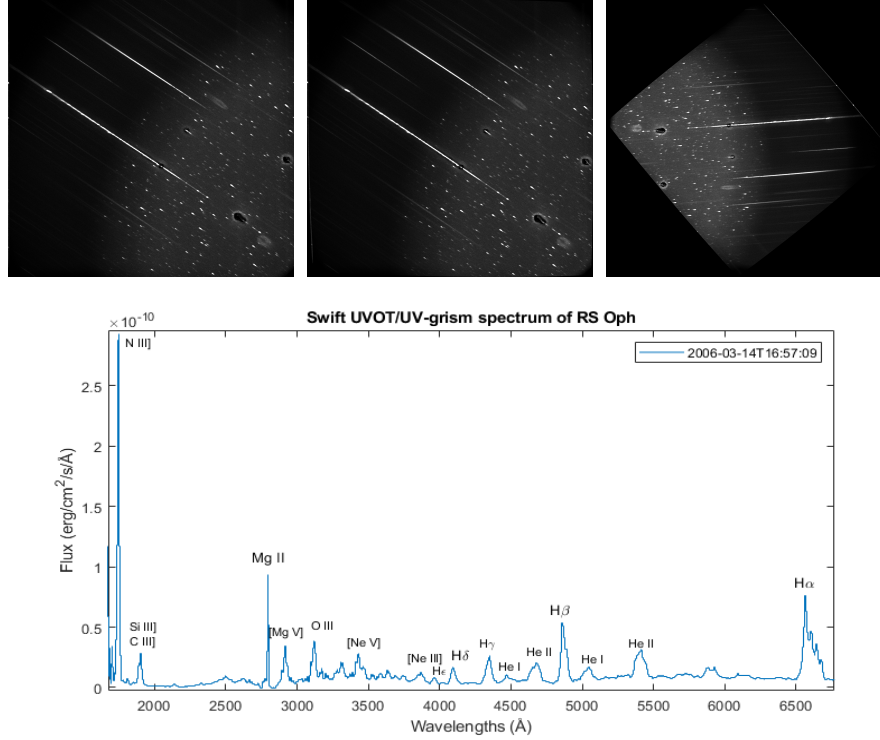 Swift UVOT/UV-grism spectrum of RS Oph
×10-10
2006-03-14T16:57:09
Flux (erg/cm2/s/Å)
2.5
2
1.5
1
0.5
0
N III]
Si III]
C III]
Mg II
[Mg V]
O III
[Ne V]
[Ne III]
Hε
Hδ
Hγ
He I
He II
Hβ
He I
He II
Hα
2000 2500 3000 3500 4000 4500 5000 5500 6000 6500
Wavelengths (Å)